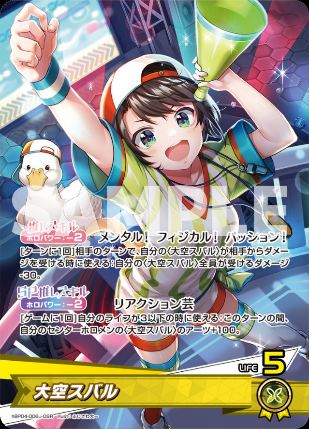 SAMPLE
推しスキル
ホロパワー：－2
メンタル！ フィジカル！ パッション！
[ターンに1回]相手のターンで、自分の〈大空スバル〉が相手からダメージを受ける時に使える：自分の〈大空スバル〉全員が受けるダメージ-30。
SP推しスキル
ホロパワー：－2
リアクション芸
[ゲームに1回]自分のライフが3以下の時に使える：このターンの間、
自分のセンターホロメンの〈大空スバル〉のアーツ+100。
大空スバル
LIFE 5